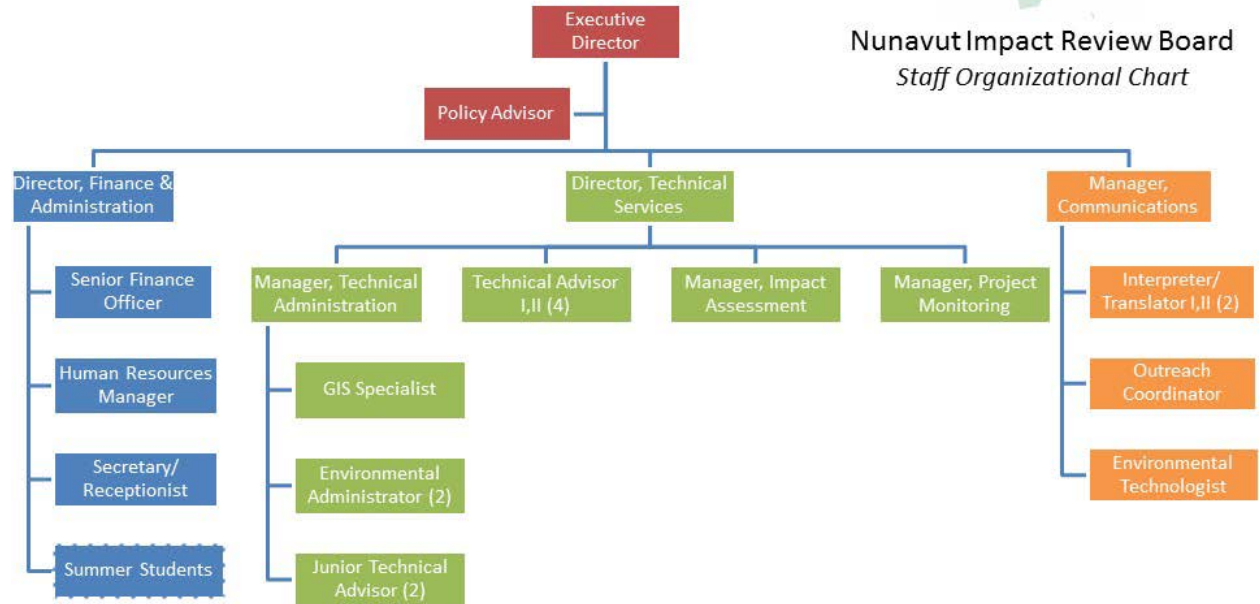 Executive
Director
Nunavut Impact Review Board
Staff Organizational Chart
Policy Advisor
Director, Finance &
Administration
Director, Technical
Services
Manager,
Communications
Senior Finance
Officer
Manager, Technical
Administration
Technical Advisor
I,II (4)
Manager, Impact
Assessment
Manager, Project
Monitoring
Interpreter/
Translator I,II (2)
Human Resources
Manager
GIS Specialist
Outreach
Coordinator
Secretary/
Receptionist
Environmental
Administrator (2)
Environmental
Technologist
Summer Students
Junior Technical
Advisor (2)